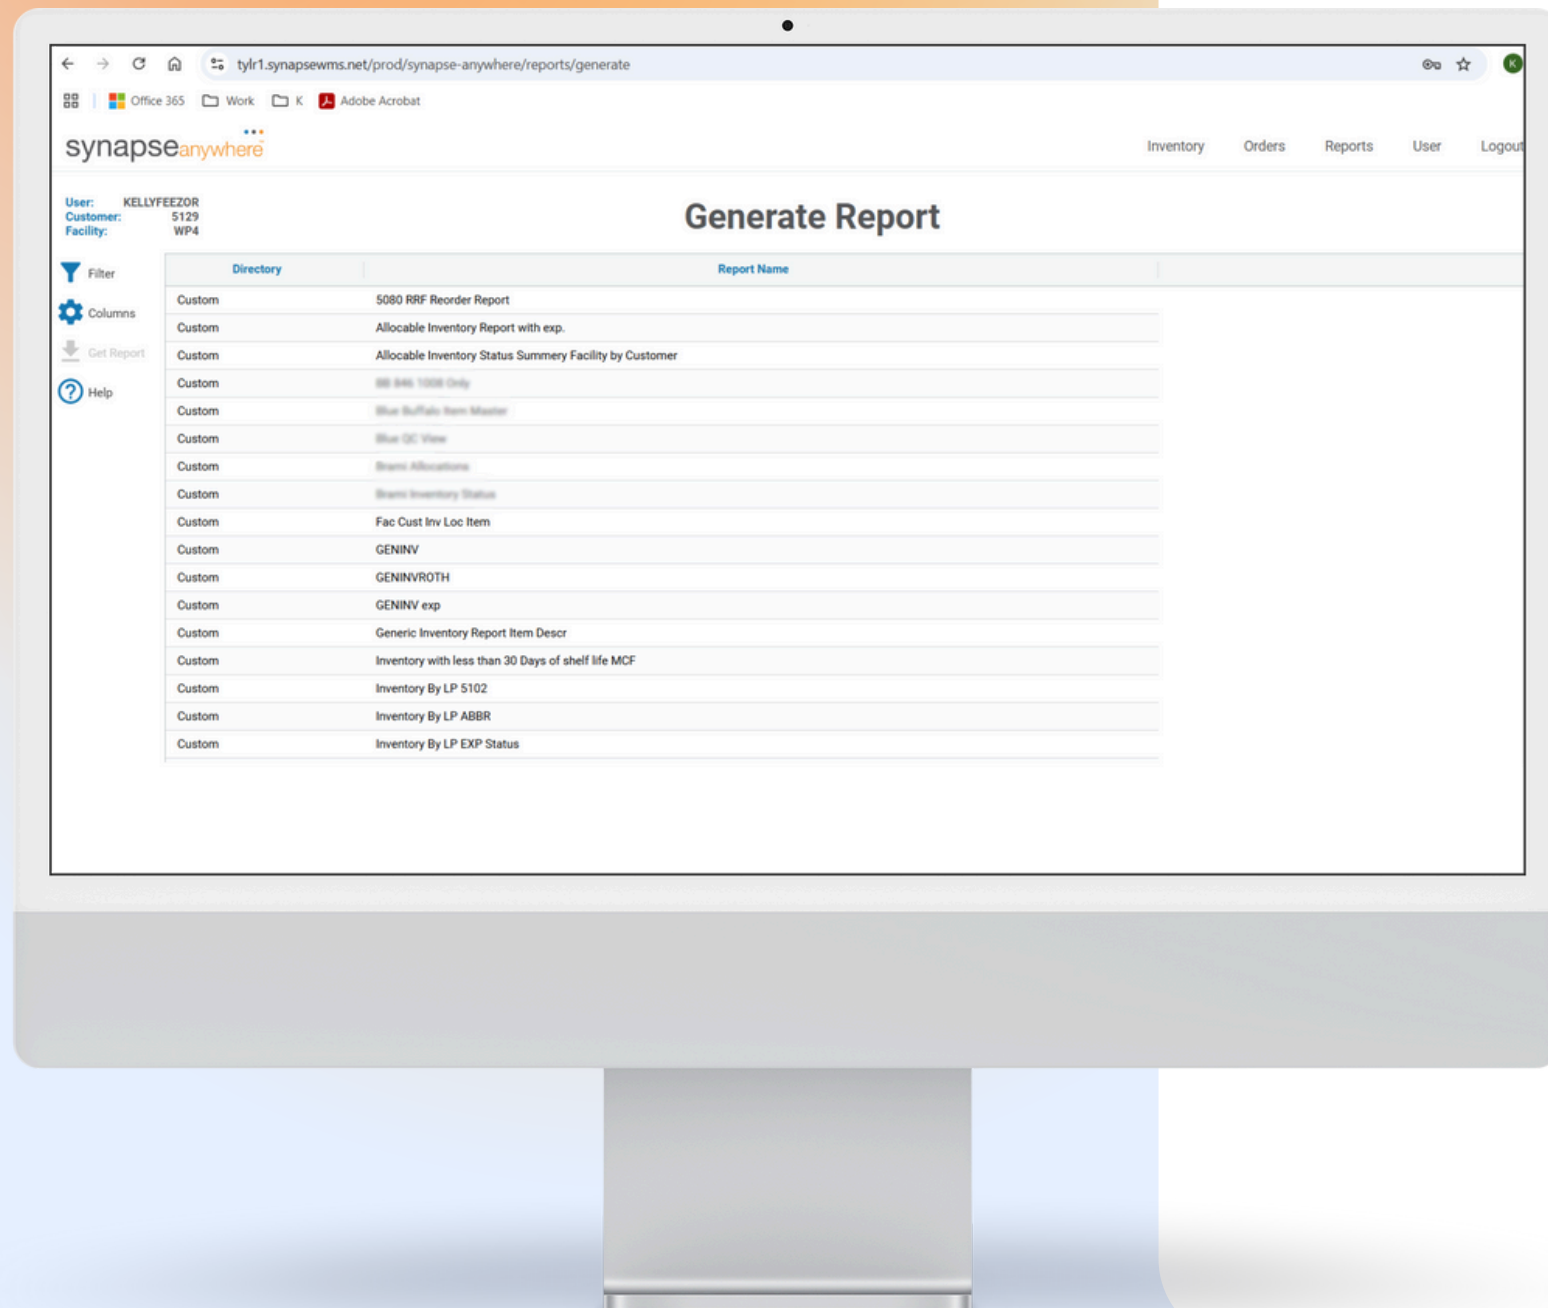 tylr1.synapsewms.net/prod/synapse-anywhere/reports/generate
K
Office 365 Work K Adobe Acrobat
synapseanywhere
Inventory Orders Reports User Logout
User: KELLYFEEZOR
Customer: 5129
Facility: WP4
Generate Report
Filter
Columns
Get Report
Help
Directory Report Name
Custom 5080 RRF Reorder Report
Custom Allocable Inventory Report with exp.
Custom Allocable Inventory Status Summery Facility by Customer
Custom
Custom
Custom
Custom
Custom
Custom Fac Cust Inv Loc Item
Custom GENINV
Custom GENINVROTH
Custom GENINV exp
Custom Generic Inventory Report Item Descr
Custom Inventory with less than 30 Days of shelf life MCF
Custom Inventory By LP 5102
Custom Inventory By LP ABBR
Custom Inventory By LP EXP Status